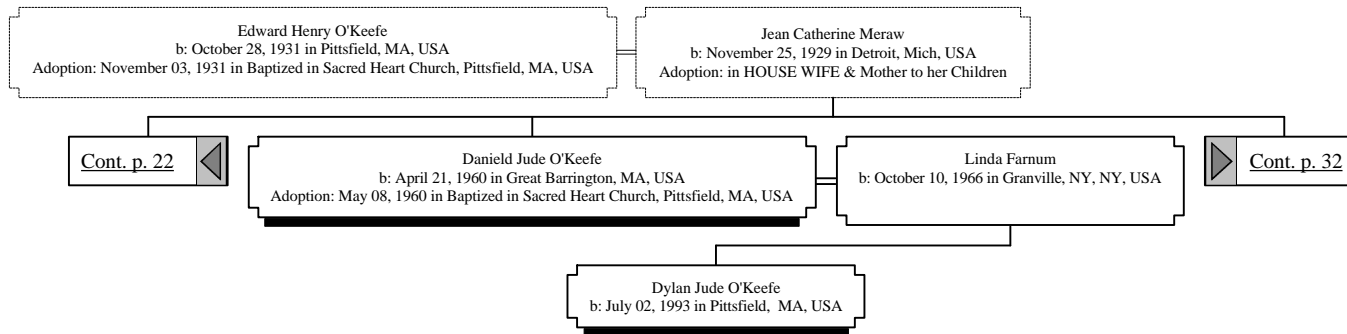 Edward Henry O'Keefe
b: October 28, 1931 in Pittsfield, MA, USA
Adoption: November 03, 1931 in Baptized in Sacred Heart Church, Pittsfield, MA, USA
Jean Catherine Meraw
b: November 25, 1929 in Detroit, Mich, USA
Adoption: in HOUSE WIFE & Mother to her Children
Cont. p. 22
Danield Jude O'Keefe
b: April 21, 1960 in Great Barrington, MA, USA
Adoption: May 08, 1960 in Baptized in Sacred Heart Church, Pittsfield, MA, USA
Linda Farnum
b: October 10, 1966 in Granville, NY, NY, USA
Cont. p. 32
Dylan Jude O'Keefe
b: July 02, 1993 in Pittsfield,  MA, USA